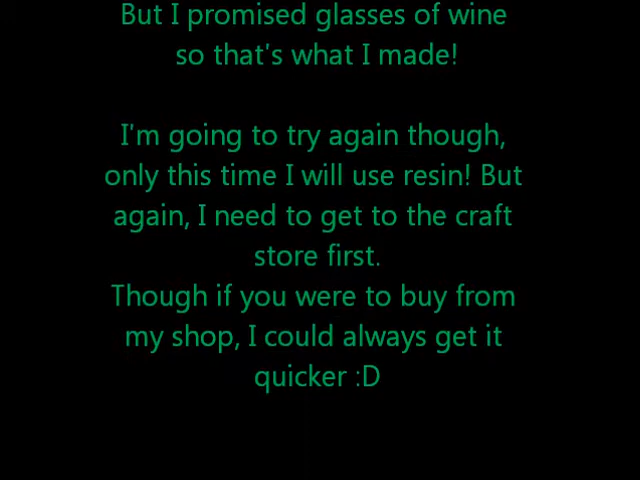 But I promised glasses of wine
so that's what I made!
I'm going to try again though,
only this time I will use resin! But
again, I need to get to the craft
store first.
Though if you were to buy from
my shop, I could always get it
quicker :D